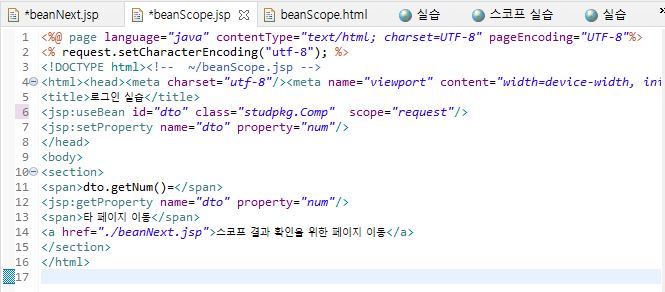 *beanNext.jsp *beanScope.jsp beanScope.html 실습 스코프 실습 실습
1 <%@ page language="java" contentType="text/html; charset=UTF-8" pageEncoding="UTF-8"%>
2 <% request.setCharacterEncoding("utf-8"); %>
3 <!DOCTYPE html><!--  ~/beanScope.jsp -->
4 <html><head><meta charset="utf-8"/><meta name="viewport" content="width=device-width, ini
5 <title>로그인 실습</title>
6 <jsp:useBean id="dto" class="studpkg.Comp"  scope="request"/>
7 <jsp:setProperty name="dto" property="num"/>
8 </head>
9 <body>
10 <section>
11 <span>dto.getNum()=</span>
12 <jsp:getProperty name="dto" property="num"/>
13 <span>타 페이지 이동</span>
14 <a href="./beanNext.jsp">스코프 결과 확인을 위한 페이지 이동</a>
15 </section>
16 </html>
17